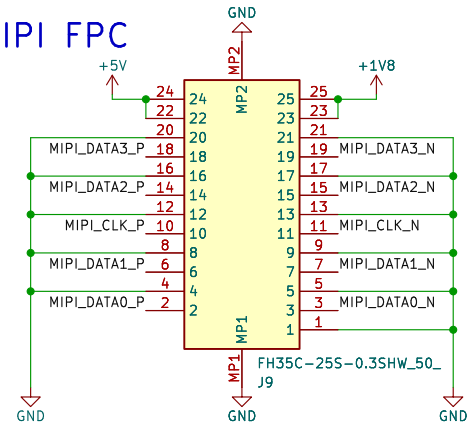 GND
IPI FPC
+5V
MP2
+1V8
MP2
24 24 25 25
22 22 23 23
20 20 21 21
MIPI_DATA3_P 18 18 19 19 MIPI_DATA3_N
16 16 17 17
MIPI_DATA2_P 14 14 15 15 MIPI_DATA2_N
12 12 13 13
MIPI_CLK_P 10 10 11 11 MIPI_CLK_N
8 8 9 9
MIPI_DATA1_P 6 6 7 7 MIPI_DATA1_N
4 4 5 5
MIPI_DATA0_P 2 2 3 3 MIPI_DATA0_N
MP1 1 1
MP1
FH35C-25S-0.3SHW_50_
J9
GND GND GND